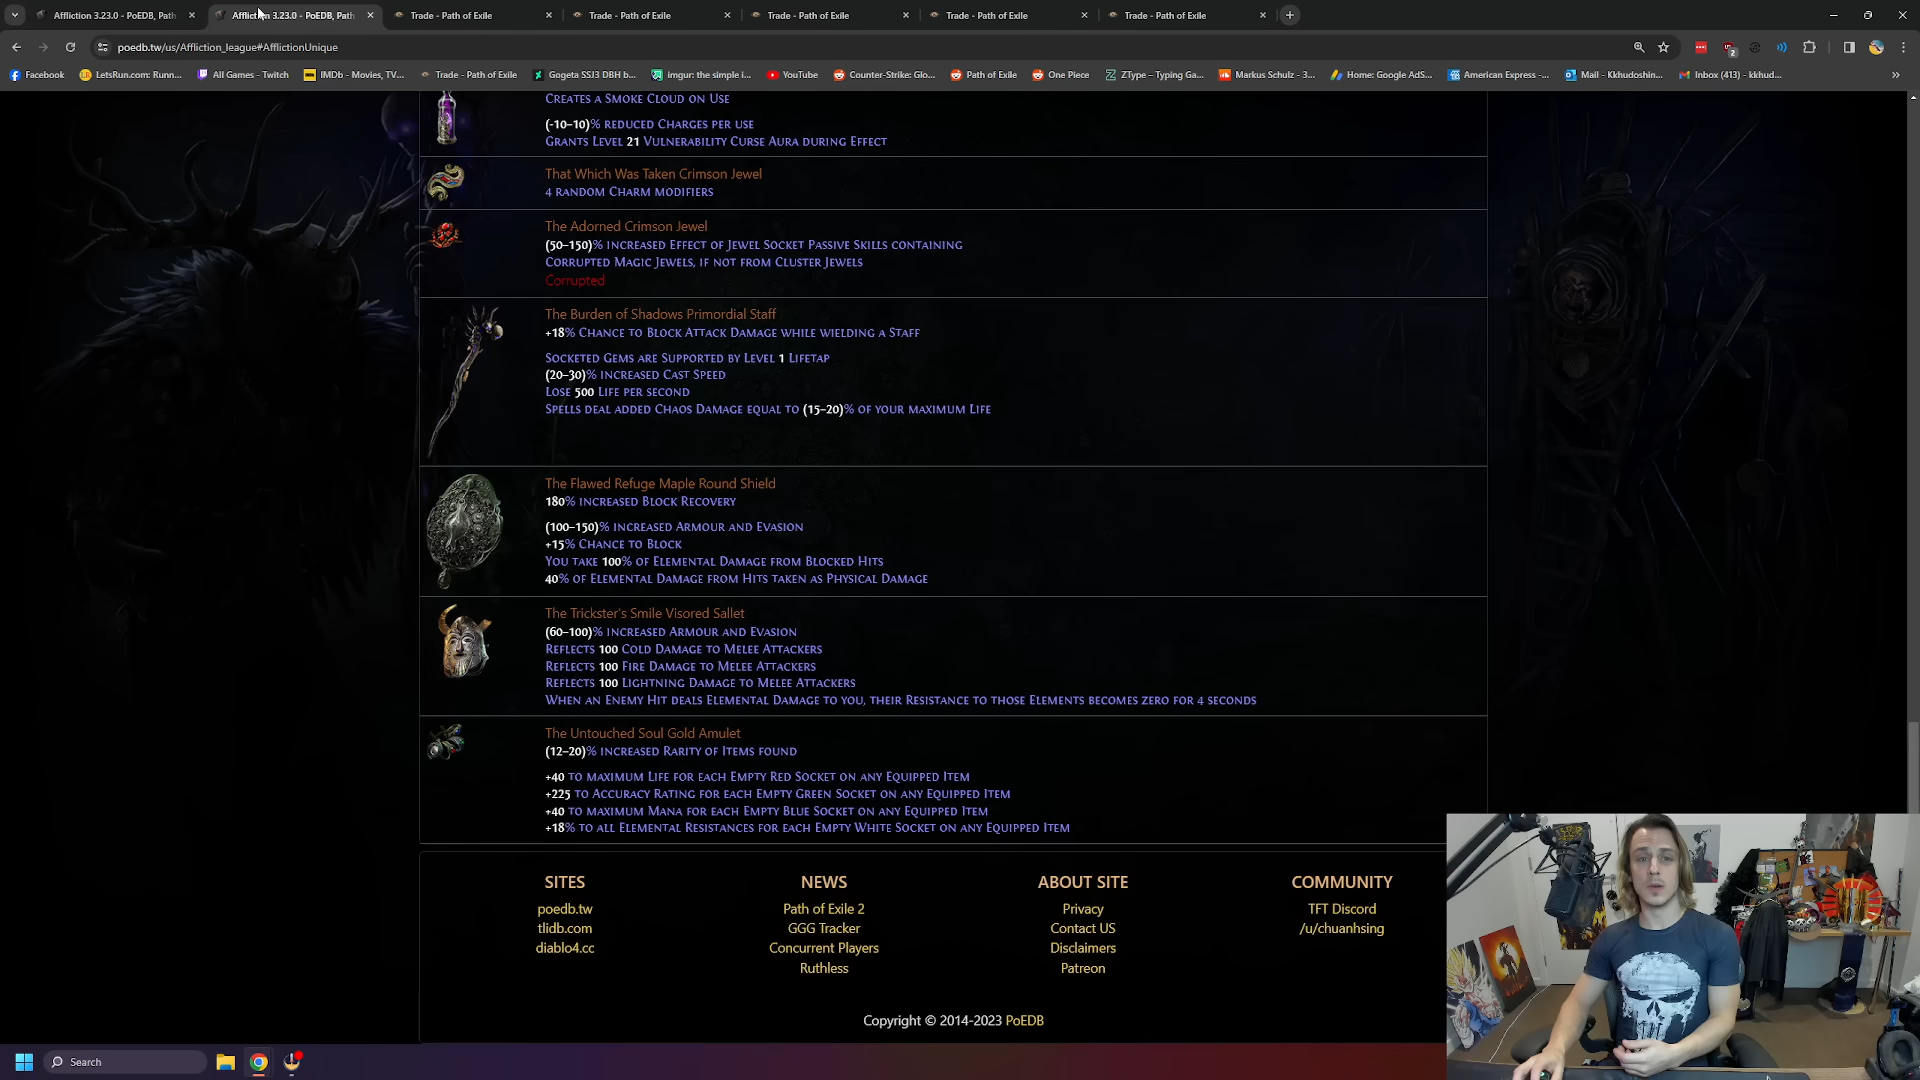 Affliction 3.23.0 - PoEDB, Path
Affliction 3.23.0 - PoEDB, Path
Trade - Path of Exile
Trade - Path of Exile
Trade - Path of Exile
Trade - Path of Exile
Trade - Path of Exile
poedb.tw/us/Affliction_league#AfflictionUnique
2
Facebook
LetsRun.com: Runn...
All Games - Twitch
IMDb - Movies, TV...
Trade - Path of Exile
Gogeta SSJ3 DBH b...
Imgur: the simple i...
YouTube
Counter-Strike: Glo...
Path of Exile
One Piece
ZType – Typing Ga...
Markus Schulz - 3...
Home: Google AdS...
American Express -...
Mail - Kkhudoshin...
Inbox (413) - kkhud...
Creates a Smoke Cloud on Use
(-10–10)% reduced Charges per use
Grants Level 21 Vulnerability Curse Aura during Effect
That Which Was Taken Crimson Jewel
4 random Charm modifiers
The Adorned Crimson Jewel
(50–150)% increased Effect of Jewel Socket Passive Skills containing
Corrupted Magic Jewels, if not from Cluster Jewels
Corrupted
The Burden of Shadows Primordial Staff
+18% Chance to Block Attack Damage while wielding a Staff
Socketed Gems are Supported by Level 1 Lifetap
(20–30)% increased Cast Speed
Lose 500 Life per second
Spells deal added Chaos Damage equal to (15–20)% of your maximum Life
The Flawed Refuge Maple Round Shield
180% increased Block Recovery
(100–150)% increased Armour and Evasion
+15% Chance to Block
You take 100% of Elemental Damage from Blocked Hits
40% of Elemental Damage from Hits taken as Physical Damage
The Trickster's Smile Visored Sallet
(60–100)% increased Armour and Evasion
Reflects 100 Cold Damage to Melee Attackers
Reflects 100 Fire Damage to Melee Attackers
Reflects 100 Lightning Damage to Melee Attackers
When an Enemy Hit deals Elemental Damage to you, their Resistance to those Elements becomes zero for 4 seconds
The Untouched Soul Gold Amulet
(12–20)% increased Rarity of Items found
+40 to maximum Life for each Empty Red Socket on any Equipped Item
+225 to Accuracy Rating for each Empty Green Socket on any Equipped Item
+40 to maximum Mana for each Empty Blue Socket on any Equipped Item
+18% to all Elemental Resistances for each Empty White Socket on any Equipped Item
SITES
NEWS
ABOUT SITE
COMMUNITY
poedb.tw
Path of Exile 2
Privacy
TFT Discord
tlidb.com
GGG Tracker
Contact US
/u/chuanhsing
diablo4.cc
Concurrent Players
Disclaimers
Ruthless
Patreon
Copyright © 2014-2023 PoEDB
Search